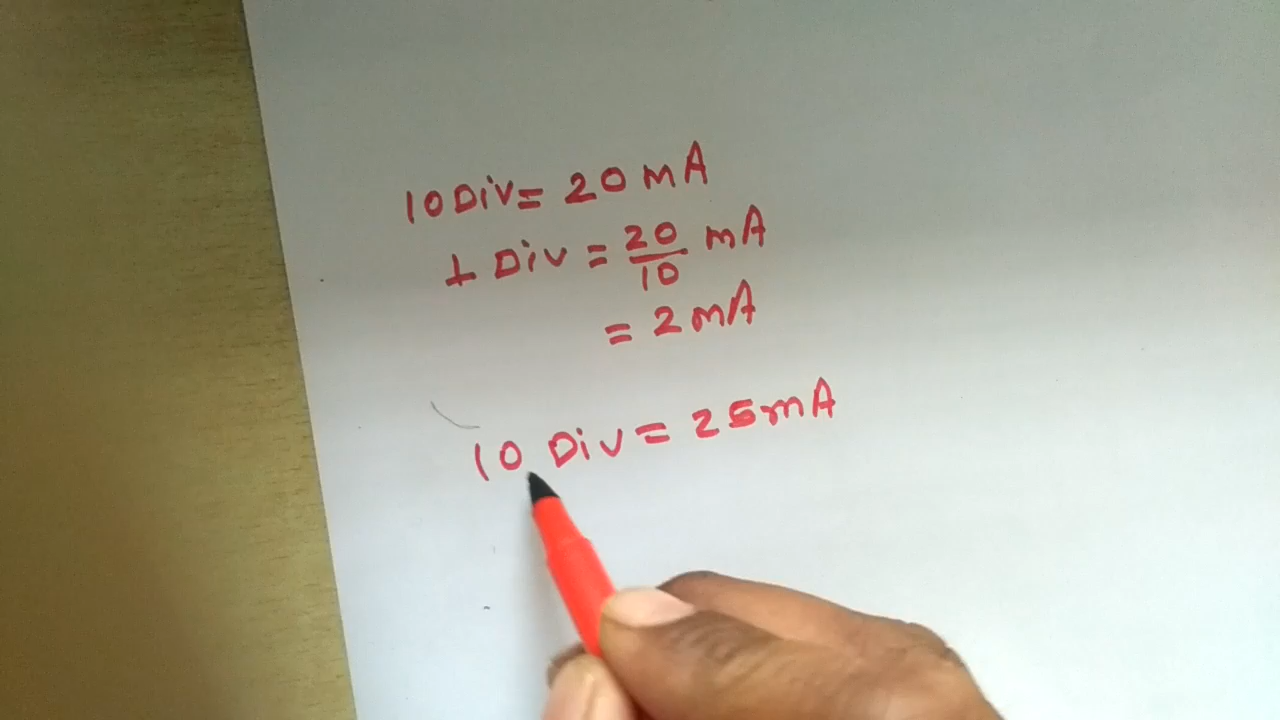 10 Div = 20 mA
1 Div = 20/10 mA
= 2 mA
10 Div = 25 mA